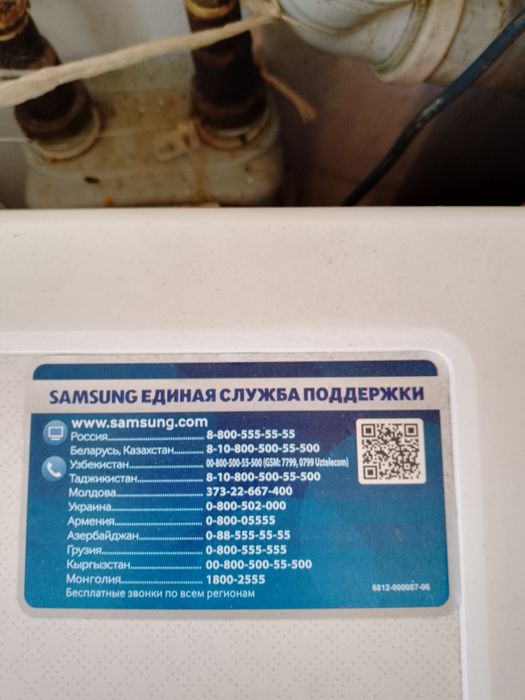 SAMSUNG ЕДИНАЯ СЛУЖБА ПОДДЕРЖКИ
www.samsung.com
Россия 8-800-555-55-55
Беларусь, Казахстан 8-10-800-500-55-500
Узбекистан 00-800-500-55-500 (GSM: 7799, 0799 Uztelecom)
Таджикистан 8-10-800-500-55-500
Молдова 373-22-667-400
Украина 0-800-502-000
Армения 0-800-05555
Азербайджан 0-88-555-55-55
Грузия 0-800-555-555
Кыргызстан 00-800-500-55-500
Монголия 1800-2555
Бесплатные звонки по всем регионам
6812-000087-06